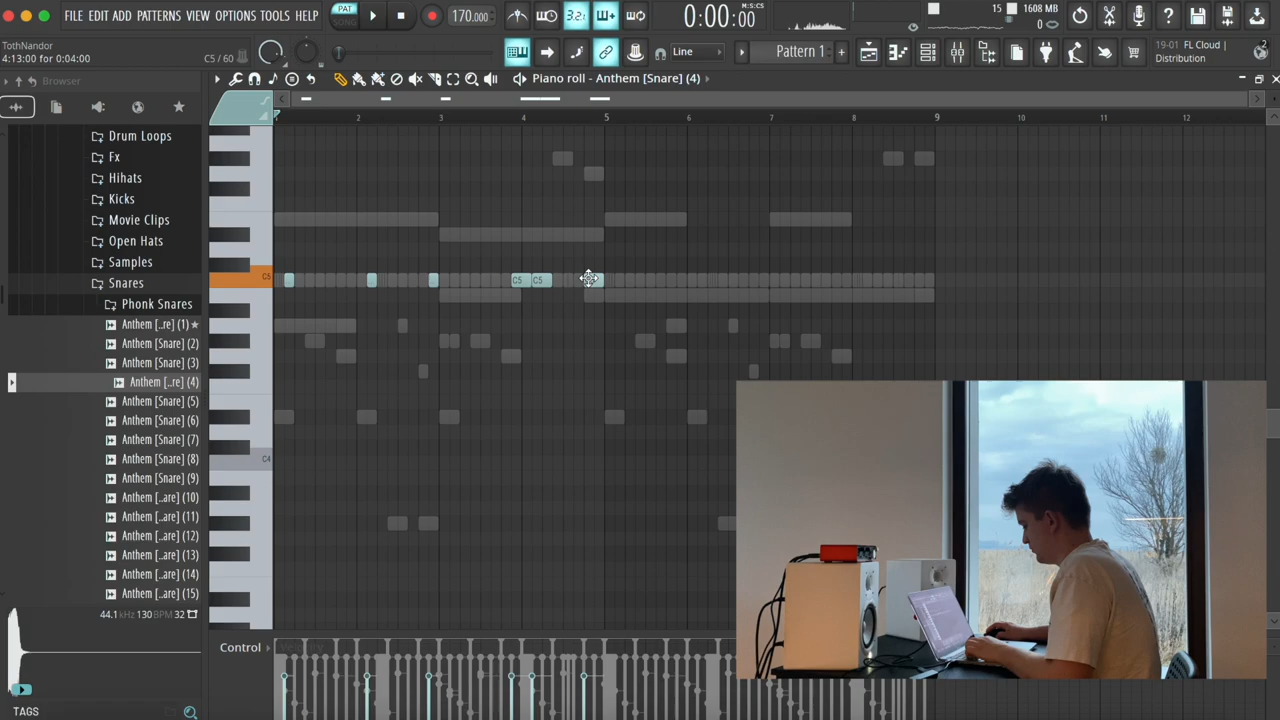 FILE EDIT ADD PATTERNS VIEW OPTIONS TOOLS HELP
PAT
SONG
170.000
3.2.
0:00:00
M:S:CS
15
1608 MB
0
TothNandor
4:13:00 for 0:04:00
C5 / 60
Line
Pattern 1
19-01 FL Cloud |
Distribution
Browser
Piano roll - Anthem [Snare] (4)
1 2 3 4 5 6 7 8 9 10 11 12
Drum Loops
Fx
Hihats
Kicks
Movie Clips
Open Hats
Samples
Snares
Phonk Snares
Anthem [..re] (1)
Anthem [Snare] (2)
Anthem [Snare] (3)
Anthem [..re] (4)
Anthem [Snare] (5)
Anthem [Snare] (6)
Anthem [Snare] (7)
Anthem [Snare] (8)
Anthem [Snare] (9)
Anthem [..are] (10)
Anthem [..are] (11)
Anthem [..are] (12)
Anthem [..are] (13)
Anthem [..are] (14)
Anthem [..are] (15)
C5
C5 C5
C4
44.1 kHz 130 BPM 32
Control
Velocity
TAGS